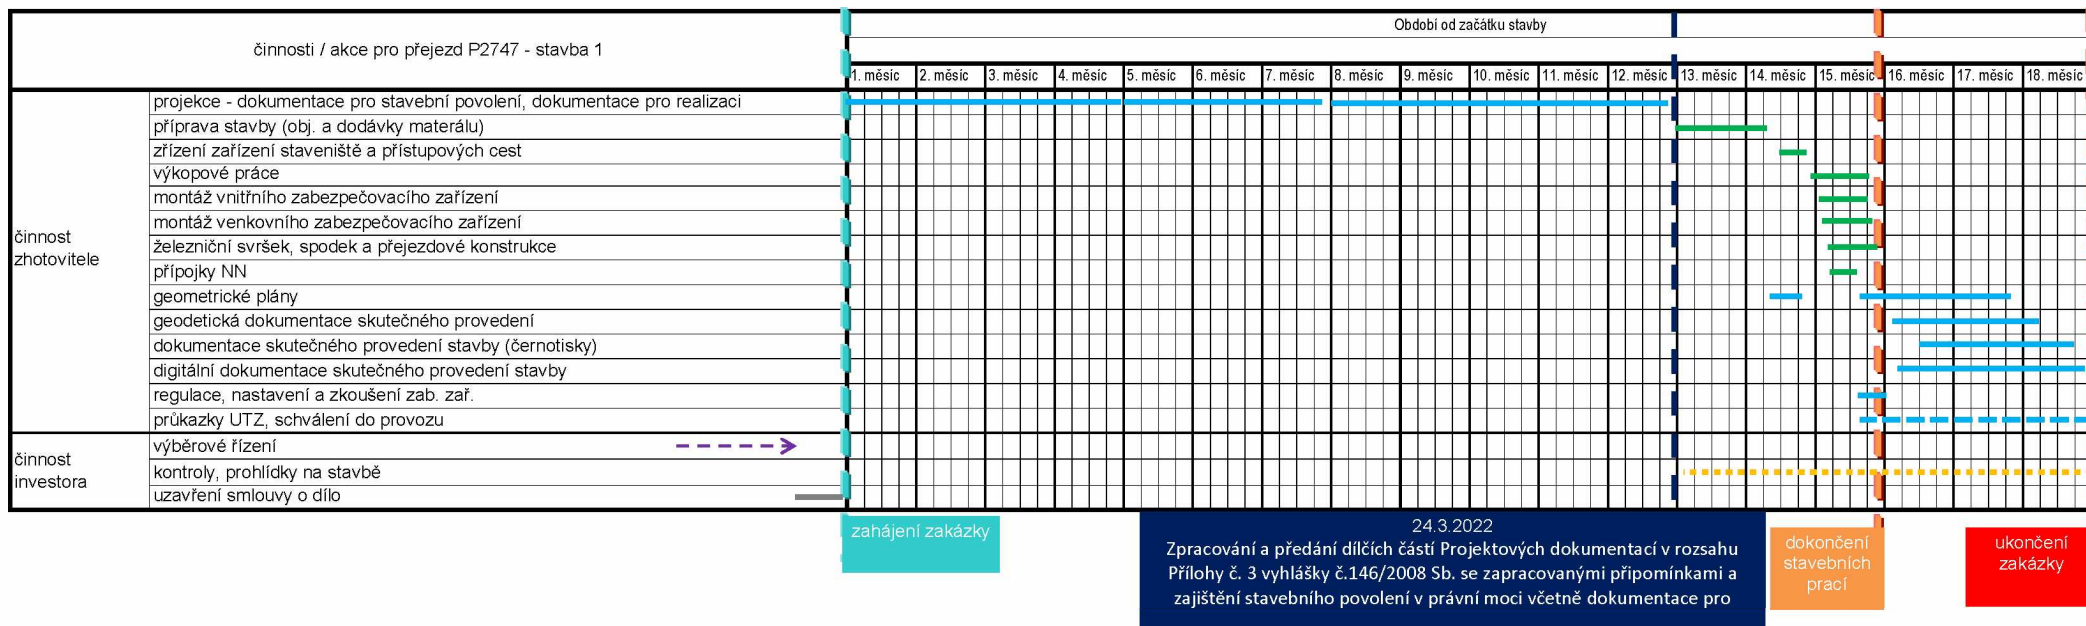 Období od začátku stavby
činnosti / akce pro přejezd P2747 - stavba 1
1. měsíc 2. měsíc 3. měsíc 4. měsíc 5. měsíc 6. měsíc 7. měsíc 8. měsíc 9. měsíc 10. měsíc 11. měsíc 12. měsíc 13. měsíc 14. měsíc 15. měsíc 16. měsíc 17. měsíc 18. měsíc
činnost
zhotovitele
projekce - dokumentace pro stavební povolení, dokumentace pro realizaci
příprava stavby (obj. a dodávky materálu)
zřízení zařízení staveniště a přístupových cest
výkopové práce
montáž vnitřního zabezpečovacího zařízení
montáž venkovního zabezpečovacího zařízení
železniční svršek, spodek a přejezdové konstrukce
přípojky NN
geometrické plány
geodetická dokumentace skutečného provedení
dokumentace skutečného provedení stavby (černotisky)
digitální dokumentace skutečného provedení stavby
regulace, nastavení a zkoušení zab. zař.
průkazky UTZ, schválení do provozu
činnost
investora
výběrové řízení
kontroly, prohlídky na stavbě
uzavření smlouvy o dílo
zahájení zakázky
24.3.2022
Zpracování a předání dílčích částí Projektových dokumentací v rozsahu
Přílohy č. 3 vyhlášky č.146/2008 Sb. se zapracovanými připomínkami a
zajištění stavebního povolení v právní moci včetně dokumentace pro
dokončení
stavebních
prací
ukončení
zakázky